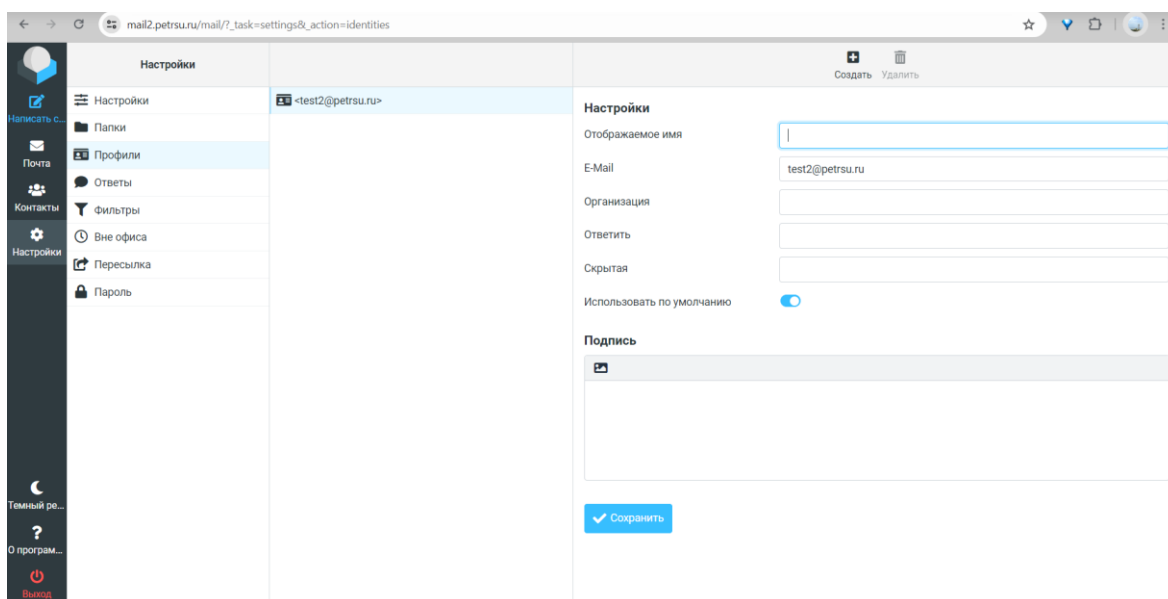 mail2.petrsu.ru/mail/?_task=settings&_action=identities
Написать с...
Почта
Контакты
Настройки
Темный ре...
О програм...
Выход
Настройки
Настройки
Папки
Профили
Ответы
Фильтры
Вне офиса
Пересылка
Пароль
<test2@petrsu.ru>
Создать Удалить
Настройки
Отображаемое имя
E-Mail test2@petrsu.ru
Организация
Ответить
Скрытая
Использовать по умолчанию
Подпись
Сохранить